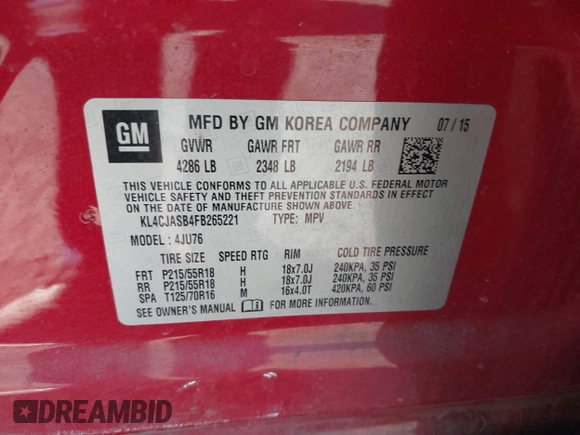 GM
MFD BY GM KOREA COMPANY 07 / 15
GVWR GAWR FRT GAWR RR
4286 LB 2348 LB 2194 LB
THIS VEHICLE CONFORMS TO ALL APPLICABLE U.S. FEDERAL MOTOR
VEHICLE SAFETY AND THEFT PREVENTION STANDARDS IN EFFECT ON
THE DATE OF MANUFACTURE SHOWN ABOVE.
KL4CJASB4FB265221 TYPE: MPV
MODEL : 4JU76
TIRE SIZE SPEED RTG RIM COLD TIRE PRESSURE
FRT P215/55R18 H 18x7.0J 240KPA, 35 PSI
RR P215/55R18 H 18x7.0J 240KPA, 35 PSI
SPA T125/70R16 M 16x4.0T 420KPA, 60 PSI
SEE OWNER'S MANUAL FOR MORE INFORMATION.
DREAMBID